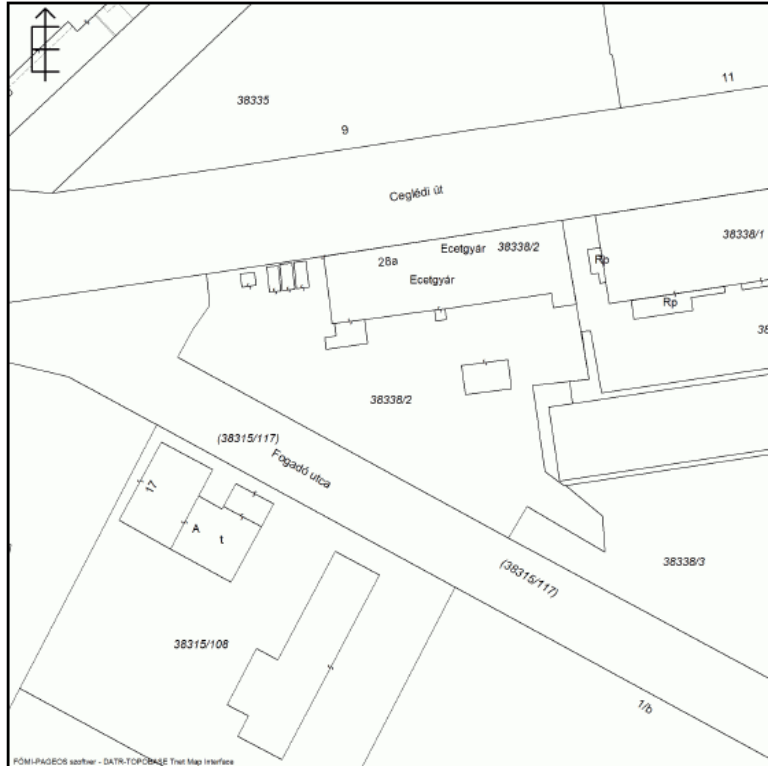 11
38335
9
Ceglédi út
38338/1
Ecetgyár 38338/2
28a
Rp
Ecetgyár
Rp
38
38338/2
(38315/117)
Fogadó utca
17
A
t
(38315/117)
38338/3
38315/108
1/b
FÖMI-PAGEOS szoftver - DATR-TOPOBASE Tnet Map Interface